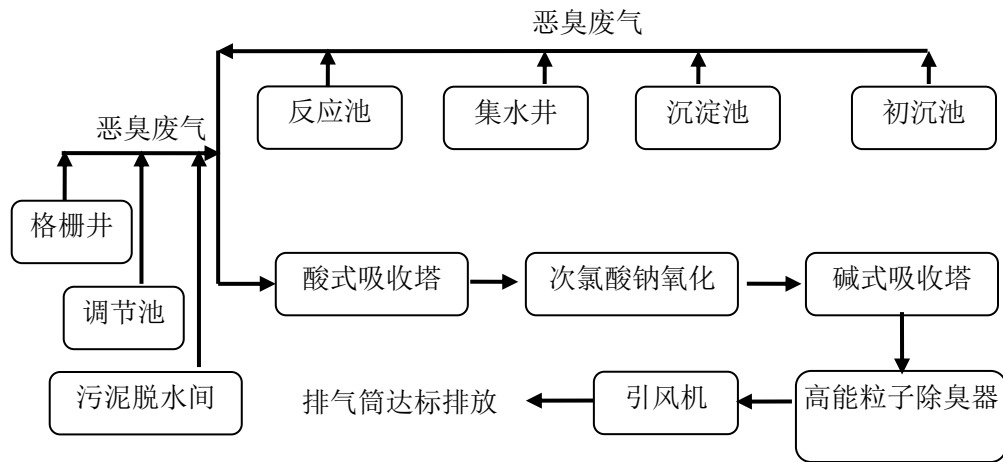 恶臭废气
反应池
集水井
沉淀池
初沉池
恶臭废气
格栅井
酸式吸收塔
次氯酸钠氧化
碱式吸收塔
调节池
污泥脱水间
排气筒达标排放
引风机
高能粒子除臭器